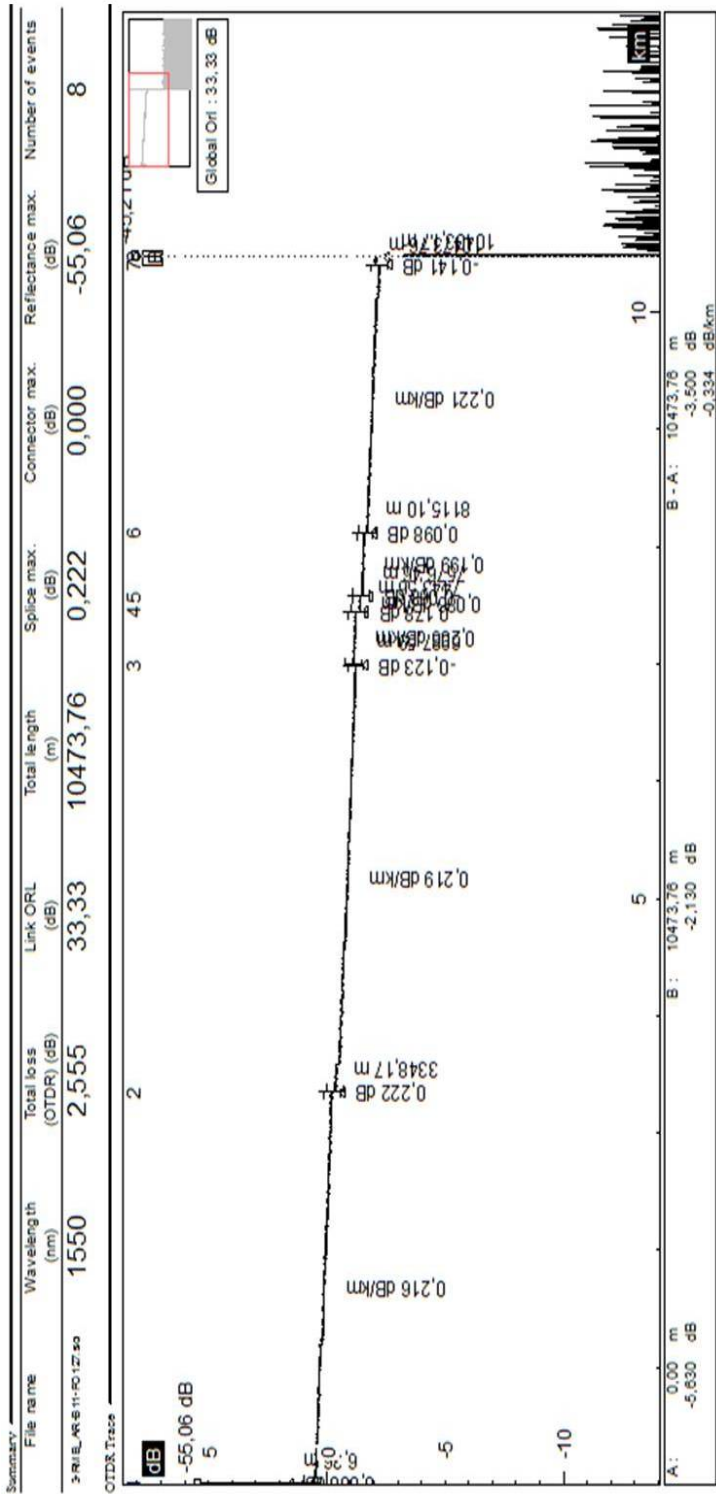 Summary
File name Wavelength Total loss Link ORL Total length Splice max. Connector max. Reflectance max. Number of events
(nm) (OTDR) (dB) (dB) (m) (dB) (dB) (dB)
1550 2,555 33,33 10473,76 0,222 0,000 -55,06 8
OTDR Trace
dB
-55,06 dB
2 3 4 5 6 7
Global Orl : 33,33 dB
5
0
-5
-10
0,216 dB/km
0,222 dB
3348,17 m
0,219 dB/km
-0,123 dB
0,178 dB
0,199 dB/km
0,098 dB
8115,10 m
0,221 dB/km
-0,141 dB
5 10 km
A : 0,00 m B : 10473,76 m B - A : 10473,76 m
-5,630 dB -2,130 dB -3,500 dB
-0,334 dB/km